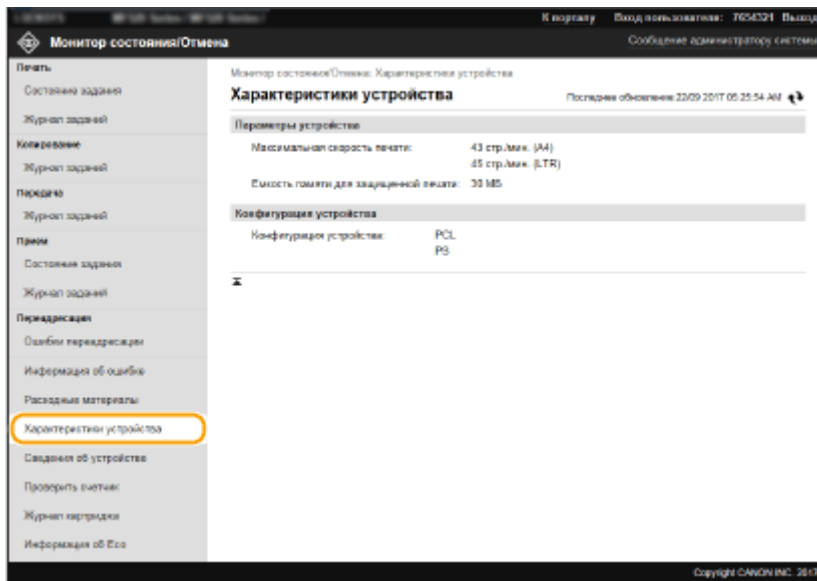 К порталу Вход пользователя: 7654321 Выход
Монитор состояния/Отмена
Сообщение администратору системы
Печать
Состояние задания
Журнал заданий
Копирование
Журнал заданий
Передача
Журнал заданий
Прием
Состояние задания
Журнал заданий
Переадресация
Ошибки переадресации
Информация об ошибке
Расходные материалы
Характеристики устройства
Сведения об устройстве
Проверить счетчик
Журнал картриджа
Информация об Eco
Монитор состояния/Отмена: Характеристики устройства
Характеристики устройства
Последнее обновление: 22/09 2017 05:25:54 AM
Параметры устройства
Максимальная скорость печати: 43 стр./мин. (A4)
45 стр./мин. (LTR)
Емкость памяти для защищенной печати: 30 МБ
Конфигурация устройства
Конфигурация устройства: PCL
PS
Copyright CANON INC. 2017